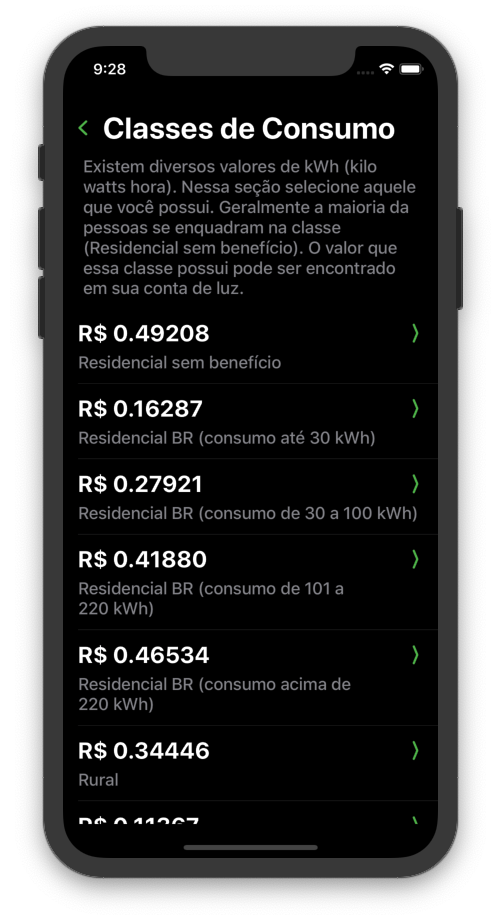 9:28
Classes de Consumo
Existem diversos valores de kWh (kilo
watts hora). Nessa seção selecione aquele
que você possui. Geralmente a maioria da
pessoas se enquadram na classe
(Residencial sem benefício). O valor que
essa classe possui pode ser encontrado
em sua conta de luz.
R$ 0.49208
Residencial sem benefício
R$ 0.16287
Residencial BR (consumo até 30 kWh)
R$ 0.27921
Residencial BR (consumo de 30 a 100 kWh)
R$ 0.41880
Residencial BR (consumo de 101 a
220 kWh)
R$ 0.46534
Residencial BR (consumo acima de
220 kWh)
R$ 0.34446
Rural
R$